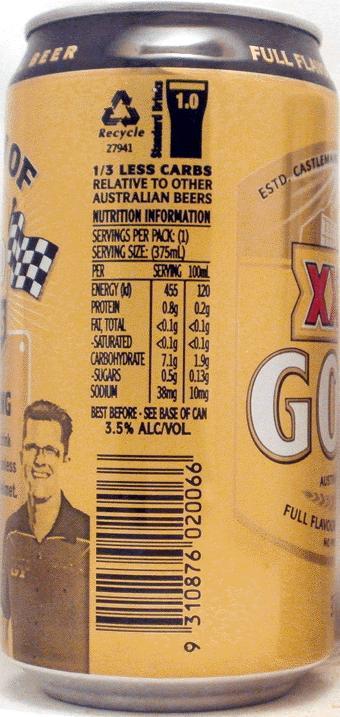 BEER
FULL FLAV
OF
Recycle
27941
Standard Drinks
1.0
1/3 LESS CARBS
RELATIVE TO OTHER
AUSTRALIAN BEERS
NUTRITION INFORMATION
SERVINGS PER PACK: (1)
SERVING SIZE: (375mL)
PER SERVING 100mL
ENERGY (kJ) 455 120
PROTEIN 0.8g 0.2g
FAT, TOTAL <0.1g <0.1g
-SATURATED <0.1g <0.1g
CARBOHYDRATE 7.1g 1.9g
-SUGARS 0.5g 0.13g
SODIUM 38mg 10mg
BEST BEFORE - SEE BASE OF CAN
3.5% ALC/VOL
9 310876 020066
ESTD. CASTLEMA
XX
GO
AUST
FULL FLAVOU
NG